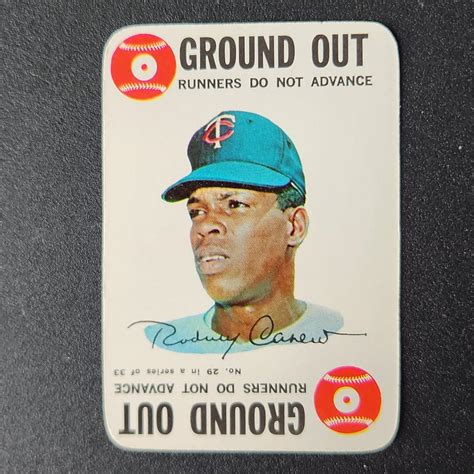 GROUND OUT
RUNNERS DO NOT ADVANCE
TC
Rodney Carew
No. 29 in a series of 33
RUNNERS DO NOT ADVANCE
GROUND OUT